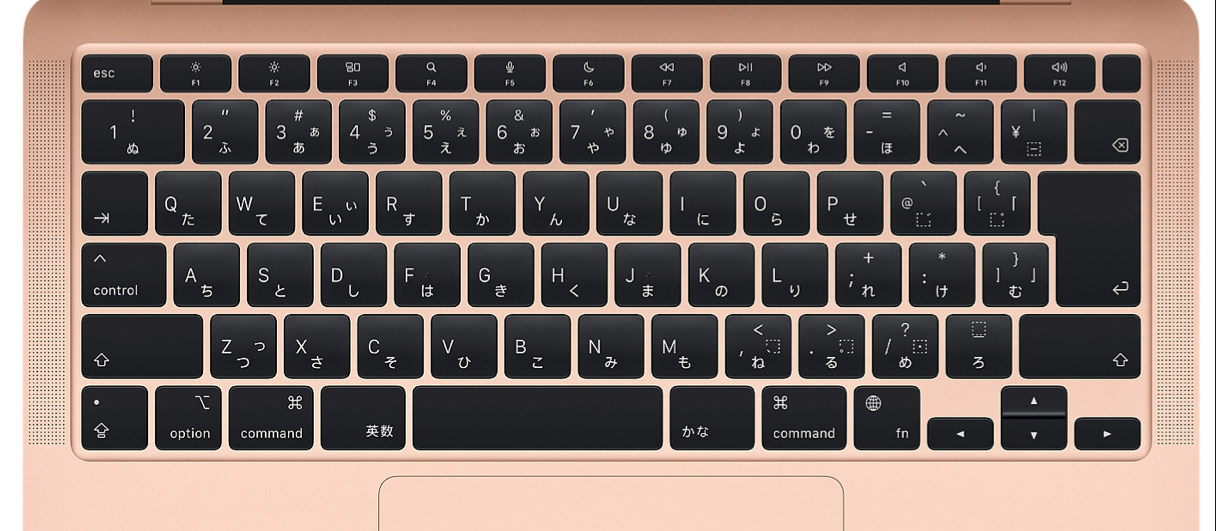 esc F1 F2 F3 F4 F5 F6 F7 F8 F9 F10 F11 F12
! " # $ % & ' ( ) = ~ |
1 2 3 ぁ 4 ぅ 5 ぇ 6 ぉ 7 ゃ 8 ゅ 9 ょ 0 を - ^ ¥
ぬ ふ あ う え お や ゆ よ わ ほ へ
` {
Q W E ぃ R T Y U I O P @ [ 「
た て い す か ん な に ら せ
+ * }
A S D F G H J K L ; : ] 」
control ち と し は き く ま の り れ け む
< > ?
Z っ X C V B N M , . /
つ さ そ ひ こ み も ね る め ろ
⌥ ⌘ ⌘
option command 英数 かな command fn